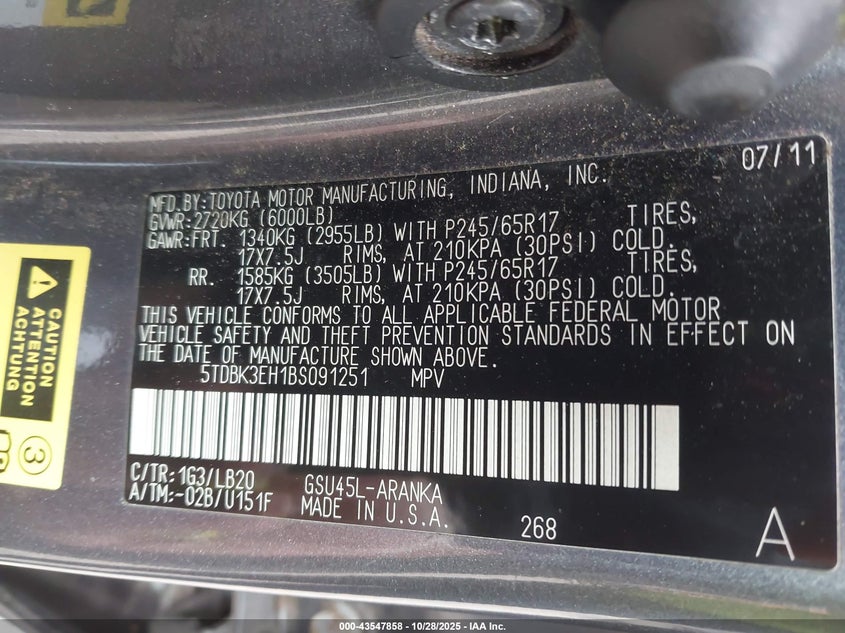 07/11
MFD.BY:TOYOTA MOTOR MANUFACTURING, INDIANA, INC.
GVWR:2720KG (6000LB)
GAWR:FRT. 1340KG (2955LB) WITH P245/65R17 TIRES,
17X7.5J RIMS, AT 210KPA (30PSI) COLD.
RR. 1585KG (3505LB) WITH P245/65R17 TIRES,
17X7.5J RIMS, AT 210KPA (30PSI) COLD.
THIS VEHICLE CONFORMS TO ALL APPLICABLE FEDERAL MOTOR
VEHICLE SAFETY AND THEFT PREVENTION STANDARDS IN EFFECT ON
THE DATE OF MANUFACTURE SHOWN ABOVE.
5TDBK3EH1BS091251 MPV
C/TR:1G3/LB20 GSU45L-ARANKA
A/TM:-02B/U151F MADE IN U.S.A.
268
A
CAUTION
ATTENTION
ACHTUNG
3
000-43547858 - 10/28/2025 - IAA Inc.